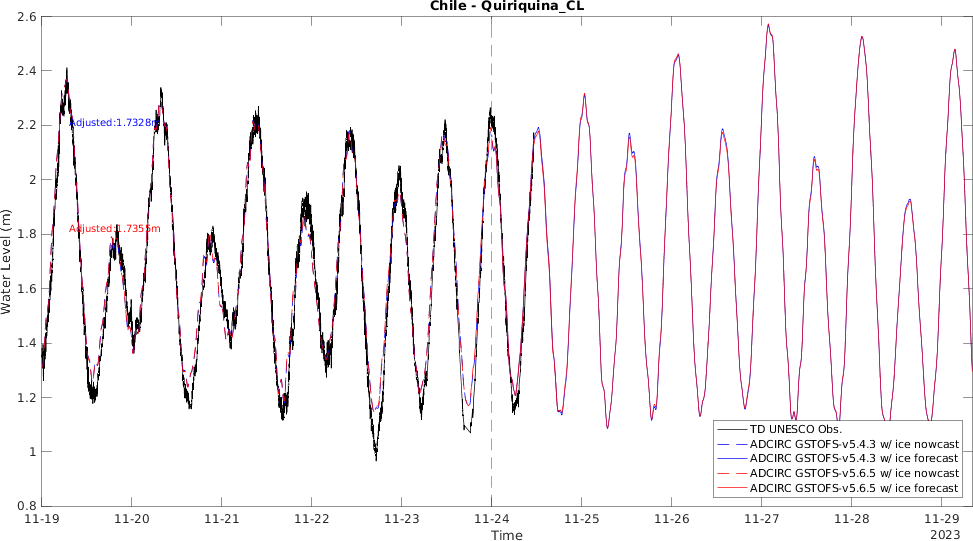 Chile - Quiriquina_CL
2.6
2.4
2.2
2
1.8
1.6
1.4
1.2
1
0.8
Water Level (m)
Adjusted:1.7328m
Adjusted:1.7355m
TD UNESCO Obs.
ADCIRC GSTOFS-v5.4.3 w/ ice nowcast
ADCIRC GSTOFS-v5.4.3 w/ ice forecast
ADCIRC GSTOFS-v5.6.5 w/ ice nowcast
ADCIRC GSTOFS-v5.6.5 w/ ice forecast
11-19 11-20 11-21 11-22 11-23 11-24 11-25 11-26 11-27 11-28 11-29
2023
Time